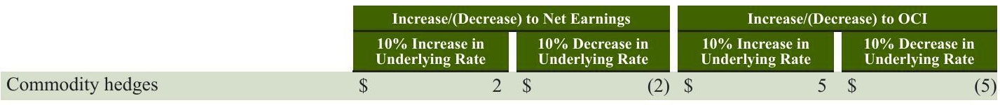 Increase/(Decrease) to Net Earnings Increase/(Decrease) to OCI
10% Increase in 10% Decrease in 10% Increase in 10% Decrease in
Underlying Rate Underlying Rate Underlying Rate Underlying Rate
Commodity hedges $ 2 $ (2) $ 5 $ (5)